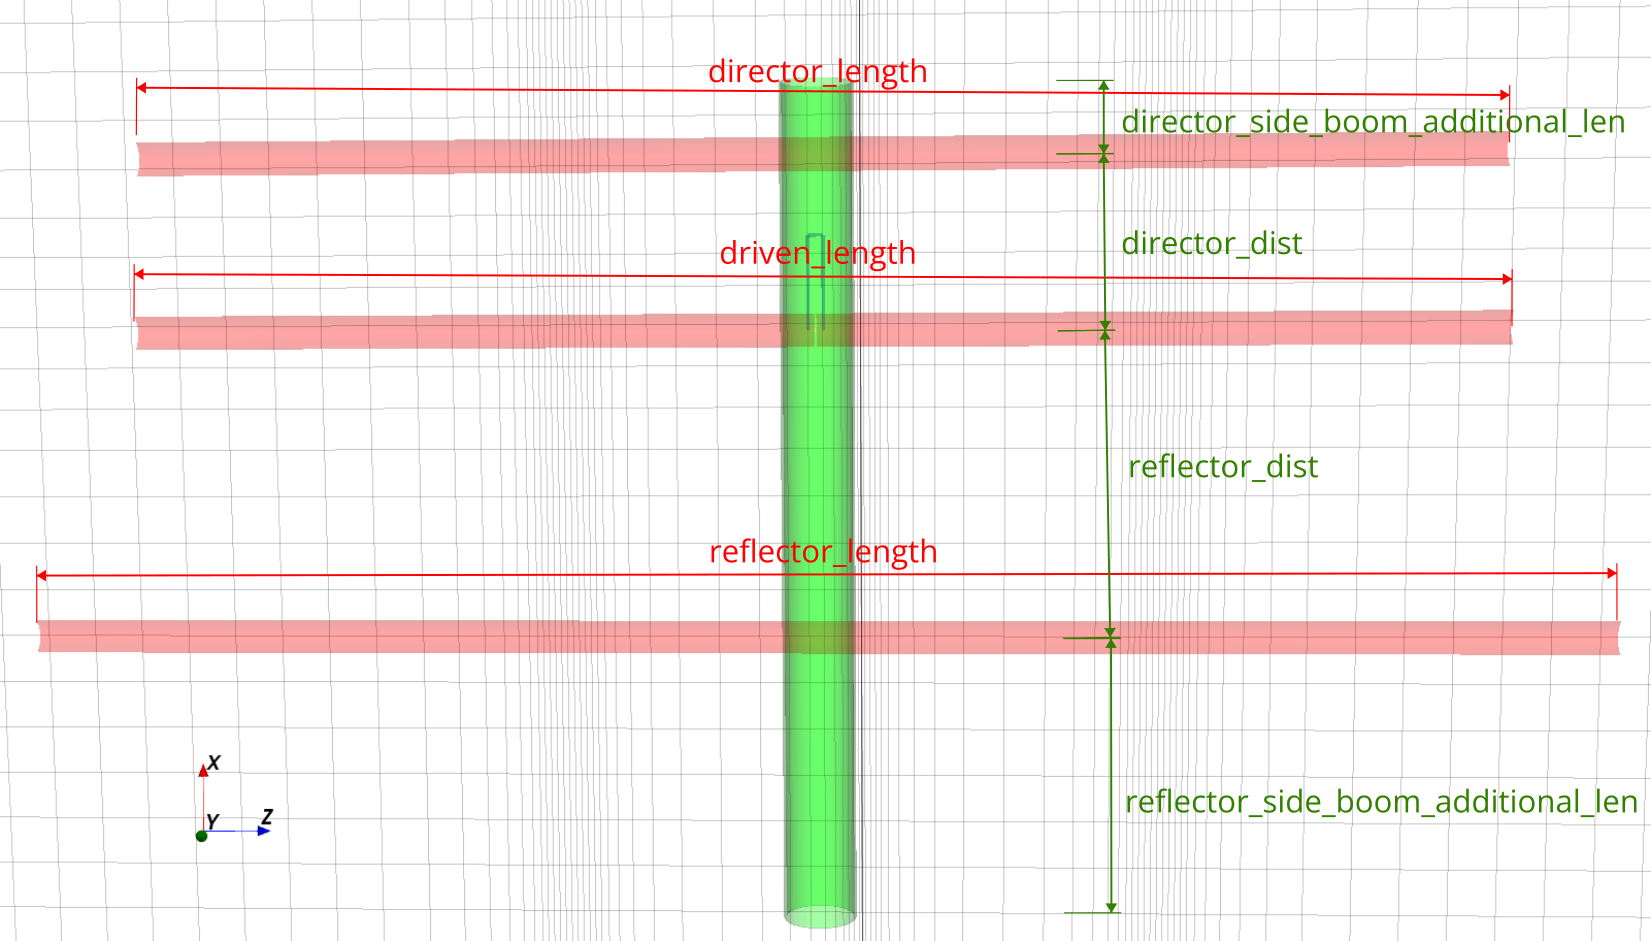 director_length
director_side_boom_additional_len
director_dist
driven_length
reflector_dist
reflector_length
X
Y
Z
reflector_side_boom_additional_len